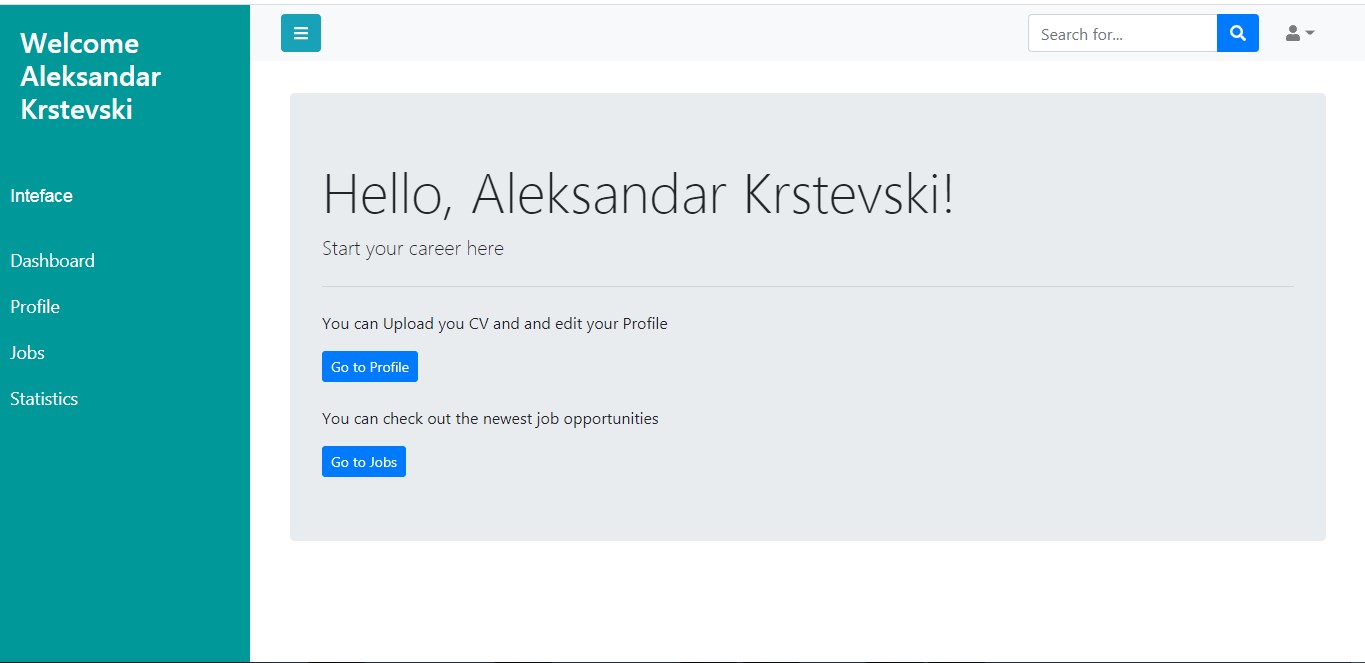 Welcome
Aleksandar
Krstevski
Inteface
Dashboard
Profile
Jobs
Statistics
Search for...
Hello, Aleksandar Krstevski!
Start your career here
You can Upload you CV and and edit your Profile
Go to Profile
You can check out the newest job opportunities
Go to Jobs